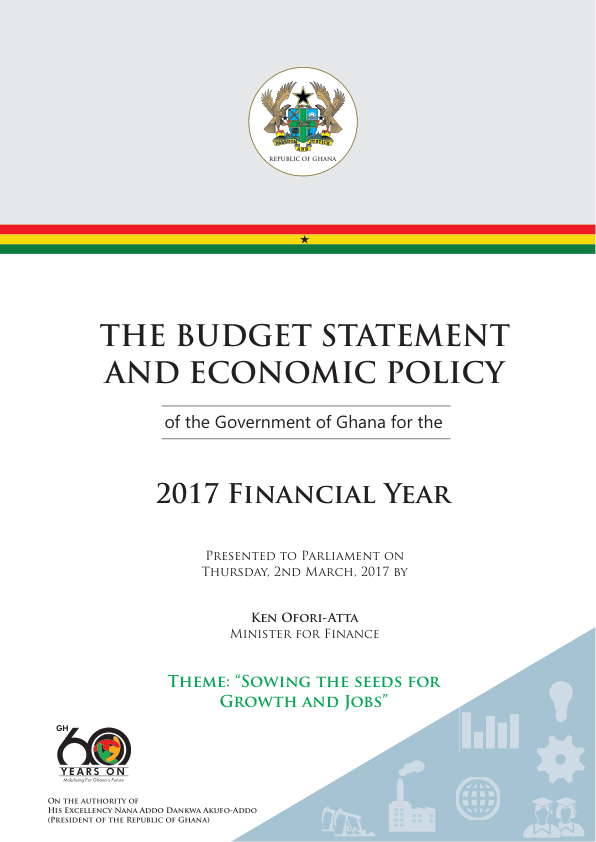 FREEDOM AND JUSTICE
REPUBLIC OF GHANA
THE BUDGET STATEMENT
AND ECONOMIC POLICY
of the Government of Ghana for the
2017 Financial Year
Presented to Parliament on
Thursday, 2nd March, 2017 by
Ken Ofori-Atta
Minister for Finance
Theme: “Sowing the seeds for
Growth and Jobs”
GH
60
YEARS ON
Mobilising For Ghana's Future
On the authority of
His Excellency Nana Addo Dankwa Akufo-Addo
(President of the Republic of Ghana)